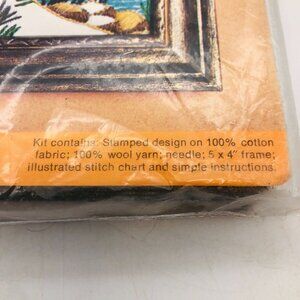 Kit contains: Stamped design on 100% cotton
fabric; 100% wool yarn; needle; 5 x 4" frame;
illustrated stitch chart and simple instructions.